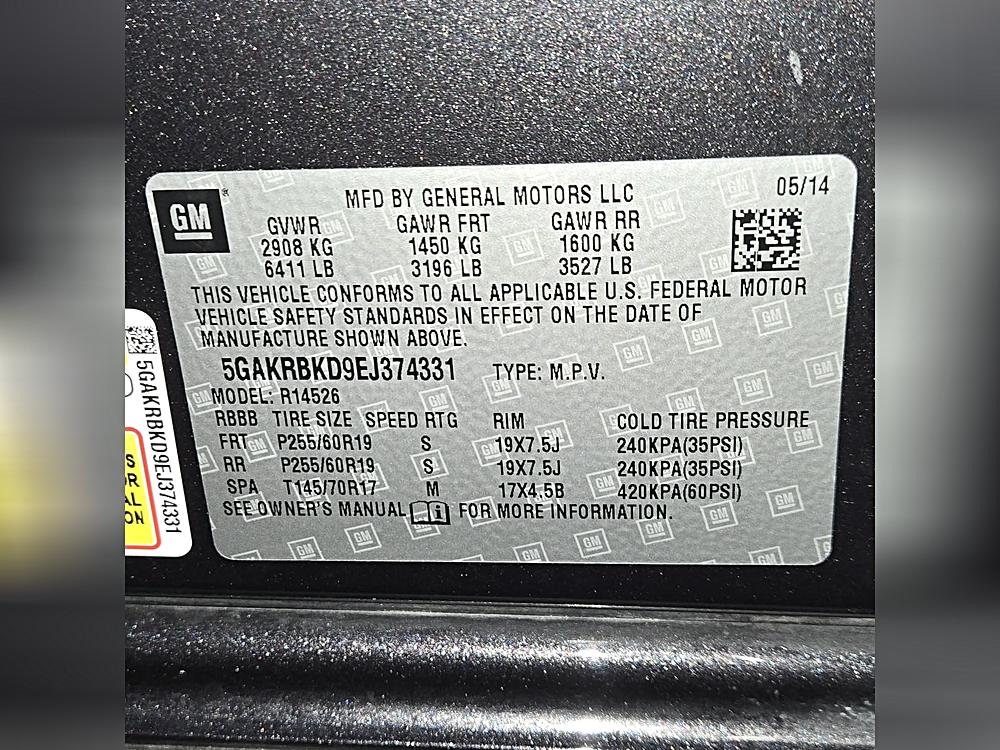 GM
MFD BY GENERAL MOTORS LLC
05/14
GVWR GAWR FRT GAWR RR
2908 KG 1450 KG 1600 KG
6411 LB 3196 LB 3527 LB
THIS VEHICLE CONFORMS TO ALL APPLICABLE U.S. FEDERAL MOTOR
VEHICLE SAFETY STANDARDS IN EFFECT ON THE DATE OF
MANUFACTURE SHOWN ABOVE.
5GAKRBKD9EJ374331 TYPE: M.P.V.
MODEL: R14526
RBBB TIRE SIZE SPEED RTG RIM COLD TIRE PRESSURE
FRT P255/60R19 S 19X7.5J 240KPA(35PSI)
RR P255/60R19 S 19X7.5J 240KPA(35PSI)
SPA T145/70R17 M 17X4.5B 420KPA(60PSI)
SEE OWNER'S MANUAL FOR MORE INFORMATION.
5GAKRBKD9EJ374331